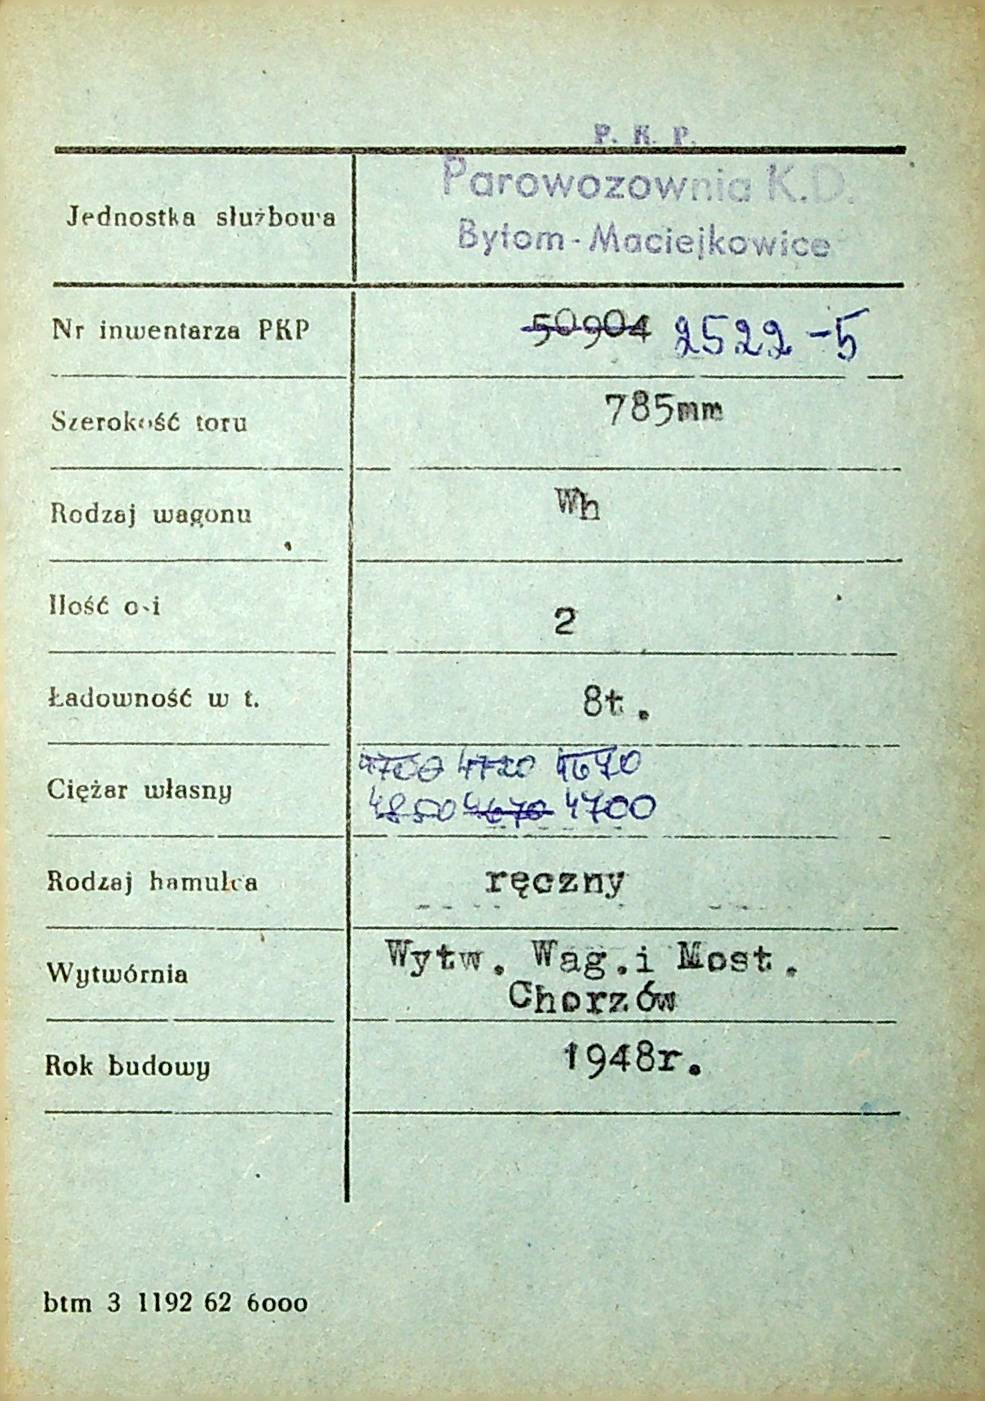 P. K. P.
Parowozownia K.D.
Jednostka służbowa
Bytom - Maciejkowice
Nr inwentarza PKP 50904 2522-5
Szerokość toru 785mm
Rodzaj wagonu Wh
Ilość osi 2
Ładowność w t. 8t.
4700 4720 4690
Ciężar własny
4850 4670 4700
Rodzaj hamulca ręczny
Wytw. Wag.i Most.
Wytwórnia
Chorzów
Rok budowy 1948r.
btm 3 1192 62 6000